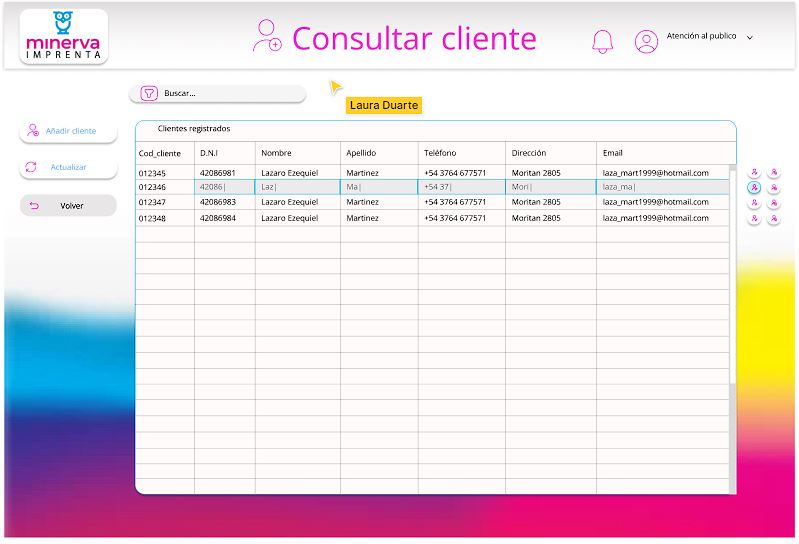 minerva
IMPRENTA
Consultar cliente
Atención al publico
Buscar...
Laura Duarte
Añadir cliente
Actualizar
Volver
Clientes registrados
Cod_cliente D.N.I Nombre Apellido Teléfono Dirección Email
012345 42086981 Lazaro Ezequiel Martinez +54 3764 677571 Moritan 2805 laza_mart1999@hotmail.com
012346 42086| Laz| Ma| +54 37| Mori| laza_ma|
012347 42086983 Lazaro Ezequiel Martinez +54 3764 677571 Moritan 2805 laza_mart1999@hotmail.com
012348 42086984 Lazaro Ezequiel Martinez +54 3764 677571 Moritan 2805 laza_mart1999@hotmail.com